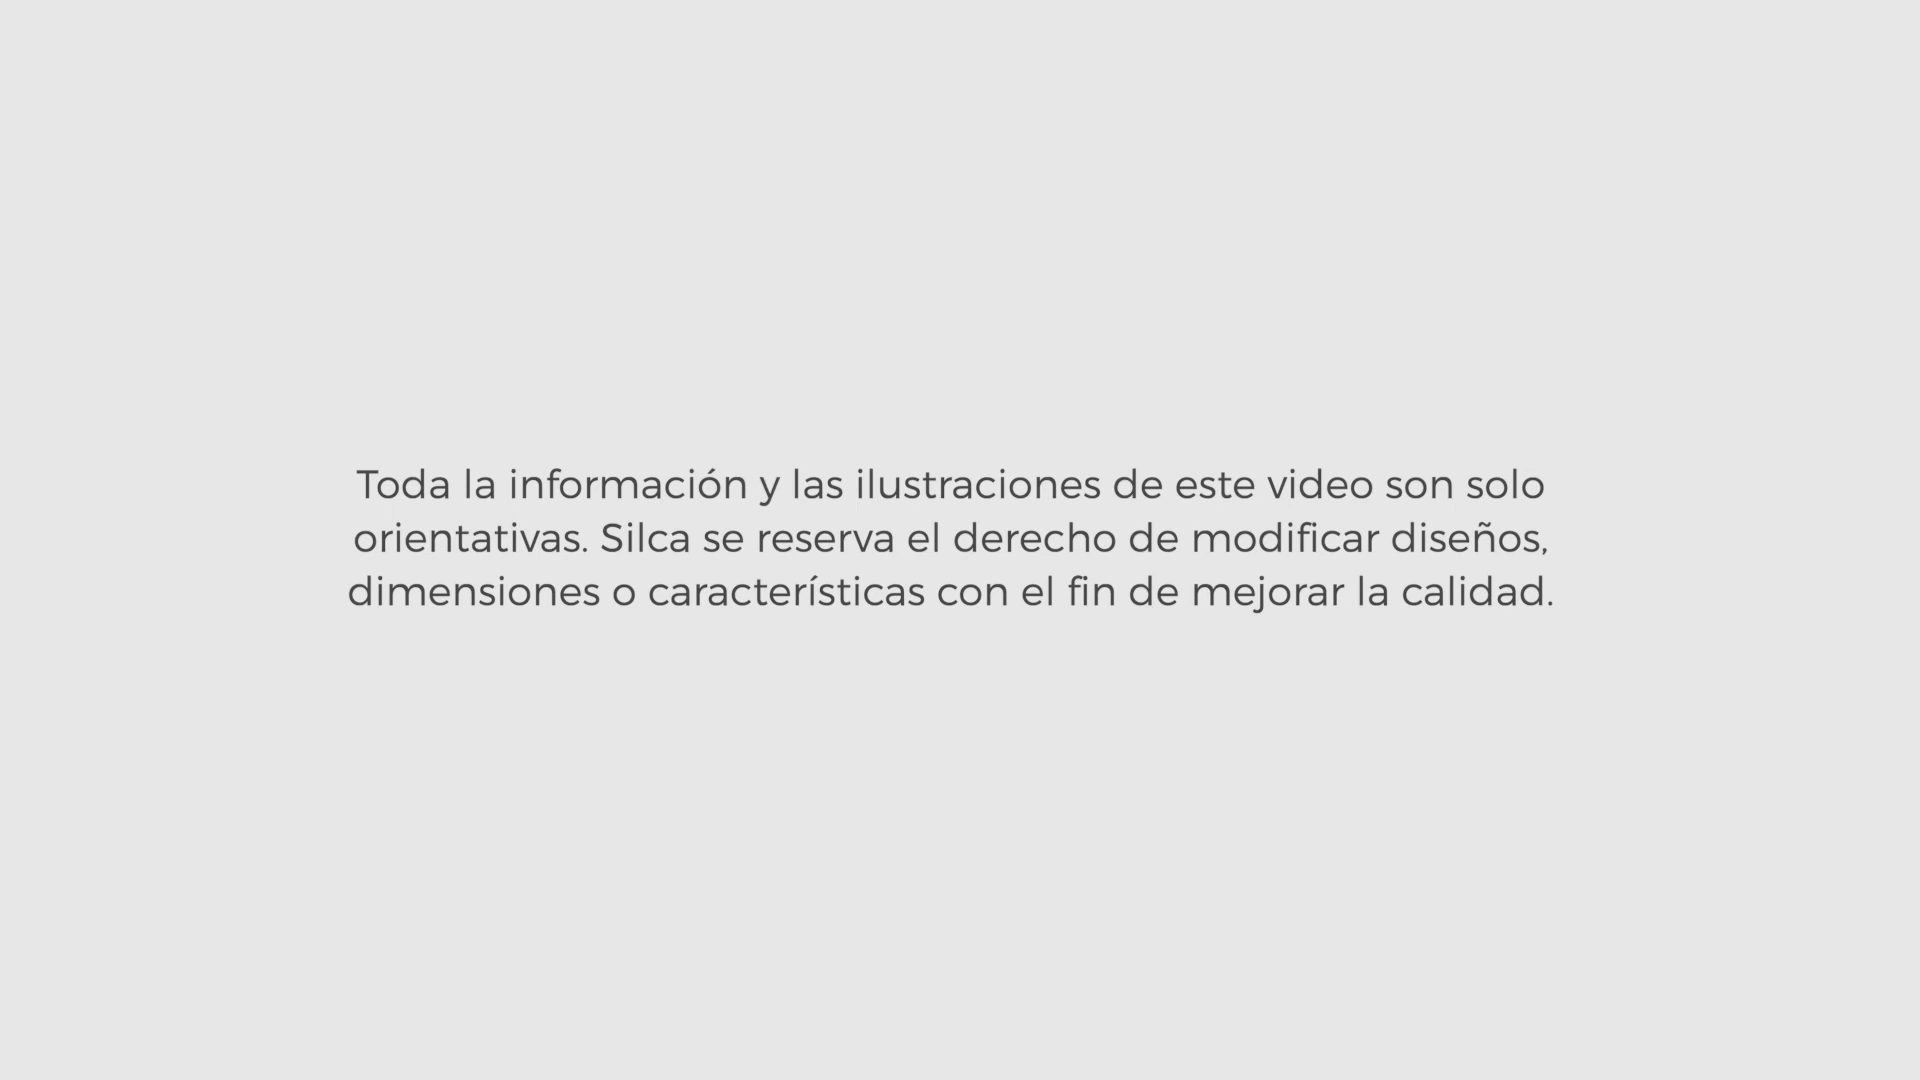 Toda la información y las ilustraciones de este video son solo
orientativas. Silca se reserva el derecho de modificar diseños,
dimensiones o características con el fin de mejorar la calidad.